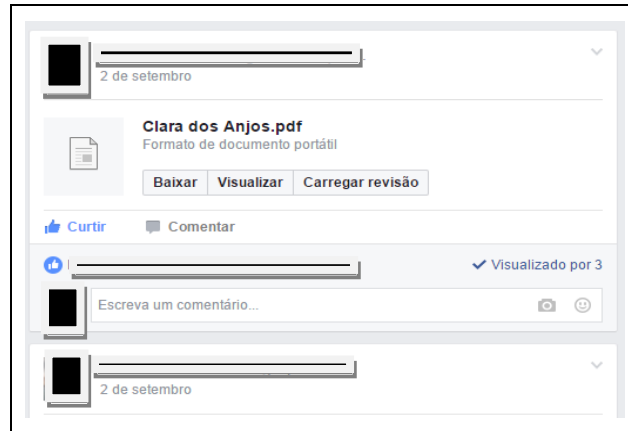 2 de setembro
Clara dos Anjos.pdf
Formato de documento portátil
Baixar Visualizar Carregar revisão
Curtir Comentar
Visualizado por 3
Escreva um comentário...
2 de setembro